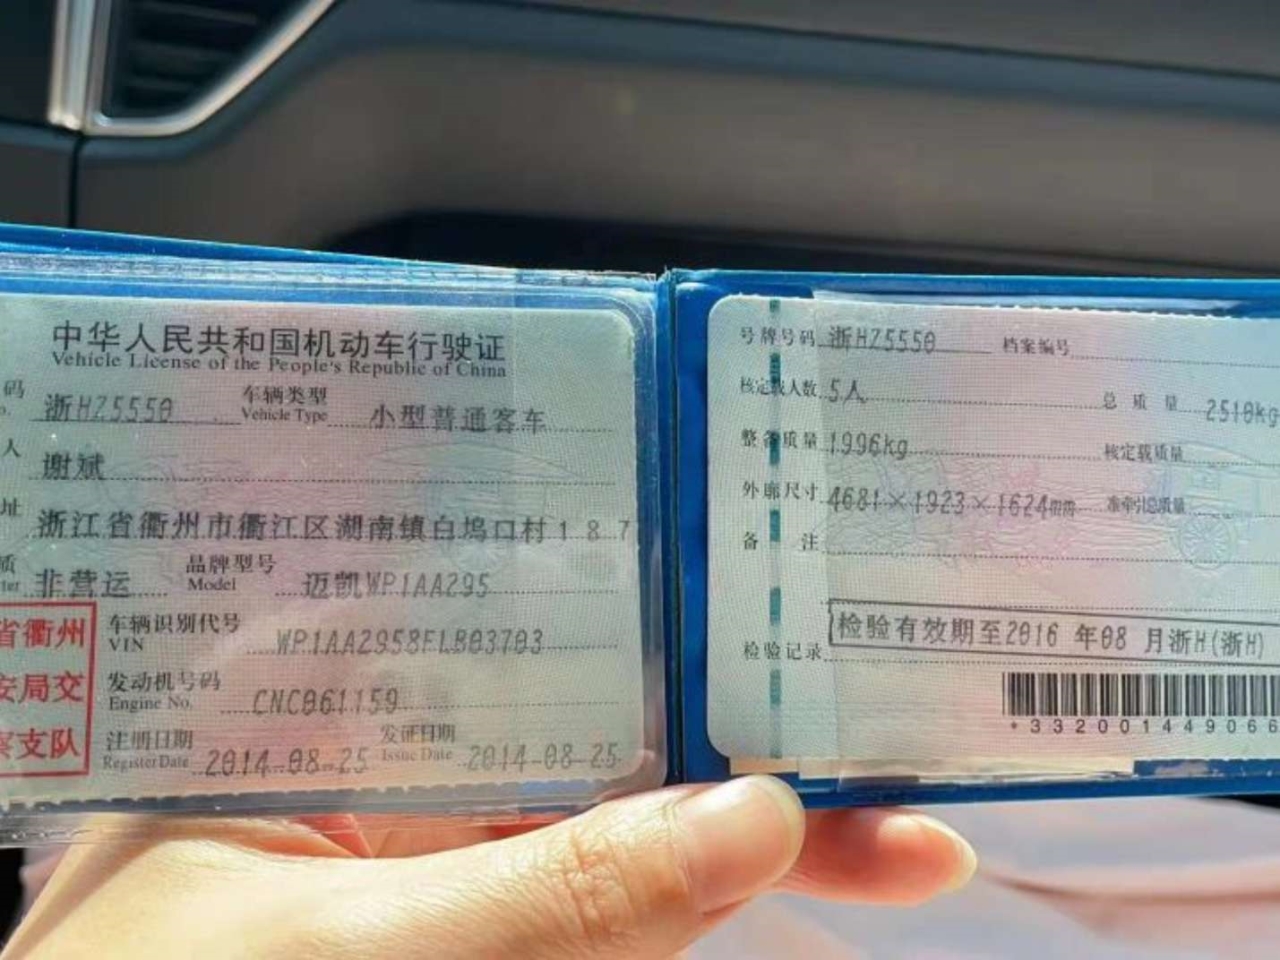 中华人民共和国机动车行驶证
Vehicle License of the People's Republic of China
码 浙HZ5550 车辆类型 小型普通客车
Vehicle Type
人 谢斌
址 浙江省衢州市衢江区湖南镇白坞口村187
质 非营运 品牌型号 迈凯WP1AA295
Model
省衢州
安局交
察支队
车辆识别代号 WP1AA2958FLB03703
VIN
发动机号码 CNC061159
Engine No.
注册日期 2014-08-25 发证日期 2014-08-25
Register Date Issue Date
号牌号码 浙HZ5550 档案编号
核定载人数 5人 总质量 2510kg
整备质量 1996kg 核定载质量
外廓尺寸 4681×1923×1624mm 准牵引总质量
备注
检验有效期至2016 年08 月浙H(浙H)
检验记录
*332001449066